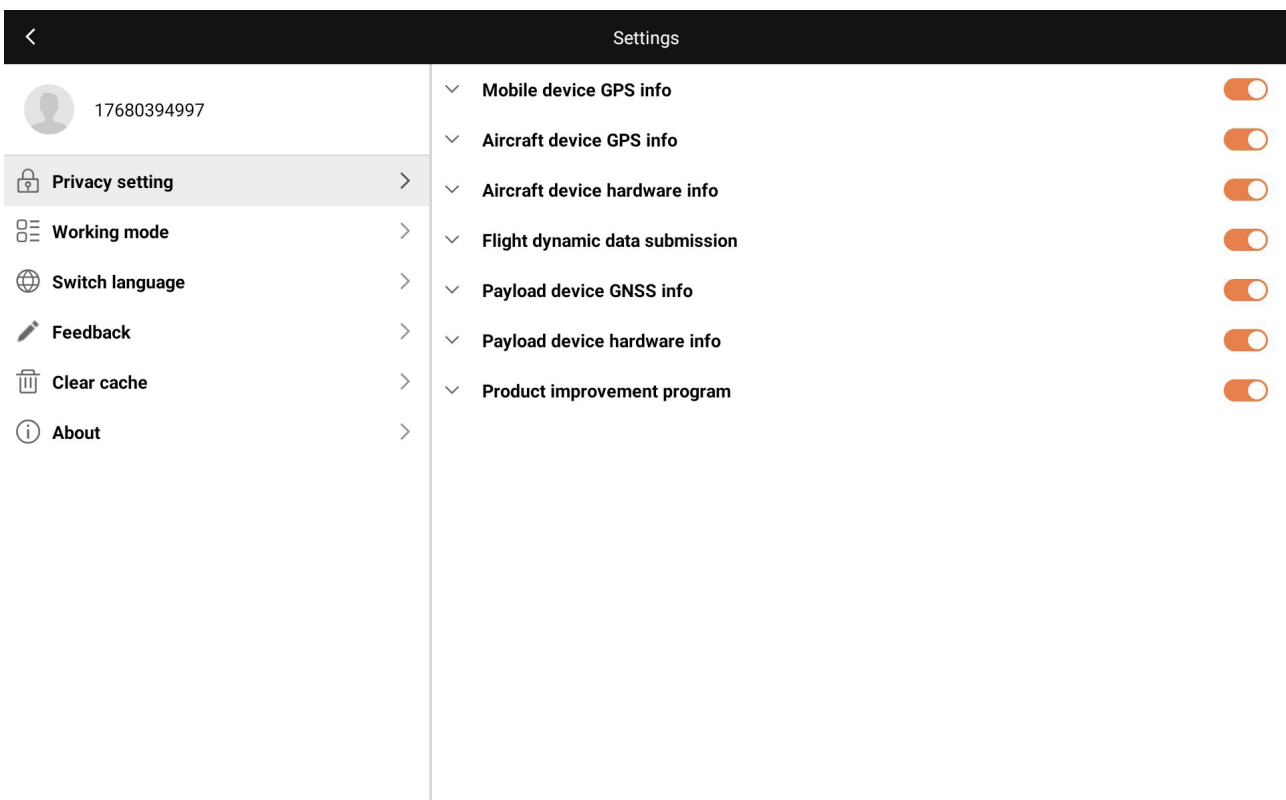 Settings
17680394997
Privacy setting
Working mode
Switch language
Feedback
Clear cache
About
Mobile device GPS info
Aircraft device GPS info
Aircraft device hardware info
Flight dynamic data submission
Payload device GNSS info
Payload device hardware info
Product improvement program